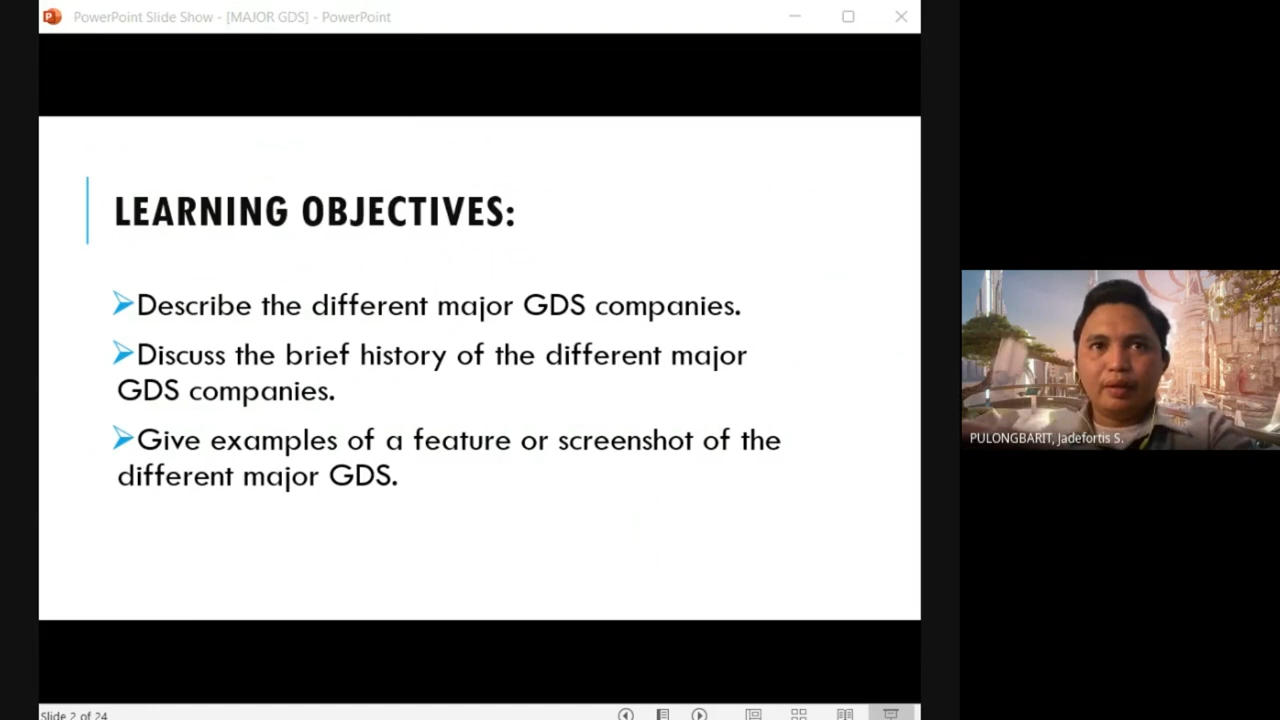 PowerPoint Slide Show - [MAJOR GDS] - PowerPoint
LEARNING OBJECTIVES:
Describe the different major GDS companies.
Discuss the brief history of the different major
GDS companies.
Give examples of a feature or screenshot of the
different major GDS.
PULONGBARIT, Jadefortis S.
Slide 2 of 24